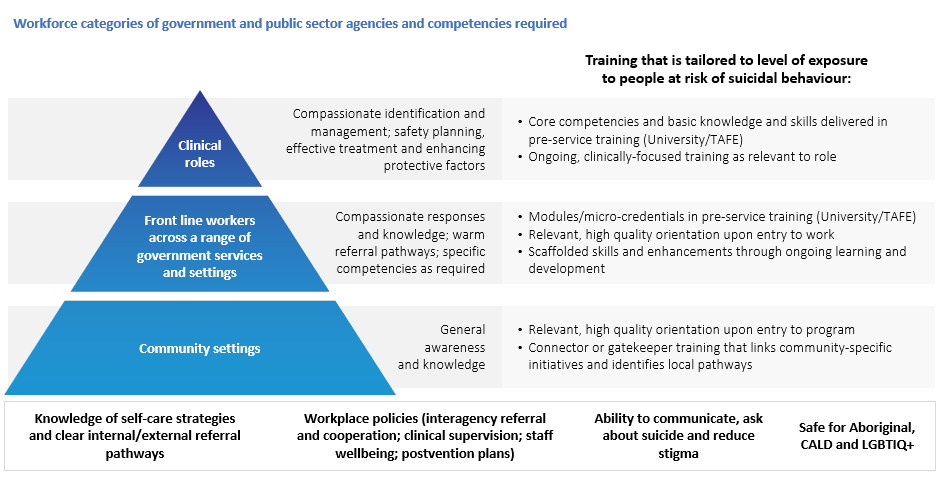 Workforce categories of government and public sector agencies and competencies required
Training that is tailored to level of exposure
to people at risk of suicidal behaviour:
Clinical
roles
Compassionate identification and
management; safety planning,
effective treatment and enhancing
protective factors
• Core competencies and basic knowledge and skills delivered in
pre-service training (University/TAFE)
• Ongoing, clinically-focused training as relevant to role
Front line workers
across a range of
government services
and settings
Compassionate responses
and knowledge; warm
referral pathways; specific
competencies as required
• Modules/micro-credentials in pre-service training (University/TAFE)
• Relevant, high quality orientation upon entry to work
• Scaffolded skills and enhancements through ongoing learning and
development
Community settings
General
awareness
and knowledge
• Relevant, high quality orientation upon entry to program
• Connector or gatekeeper training that links community-specific
initiatives and identifies local pathways
Knowledge of self-care strategies
and clear internal/external referral
pathways
Workplace policies (interagency referral
and cooperation; clinical supervision; staff
wellbeing; postvention plans)
Ability to communicate, ask
about suicide and reduce
stigma
Safe for Aboriginal,
CALD and LGBTIQ+